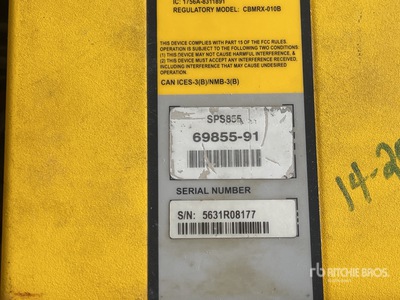 IC: 1756A-8311891
REGULATORY MODEL: CBMRX-010B
THIS DEVICE COMPLIES WITH PART 15 OF THE FCC RULES
OPERATION IS SUBJECT TO THE FOLLOWING TWO CONDITIONS:
(1) THIS DEVICE MAY NOT CAUSE HARMFUL INTERFERENCE, AND
(2) THIS DEVICE MUST ACCEPT ANY INTERFERENCE RECEIVED,
INCLUDING INTERFERENCE THAT MAY CAUSE
UNDESIRED OPERATION.
CAN ICES-3(B)/NMB-3(B)
SPS855
69855-91
SERIAL NUMBER
S/N: 5631R08177
rb RITCHIE BROS.